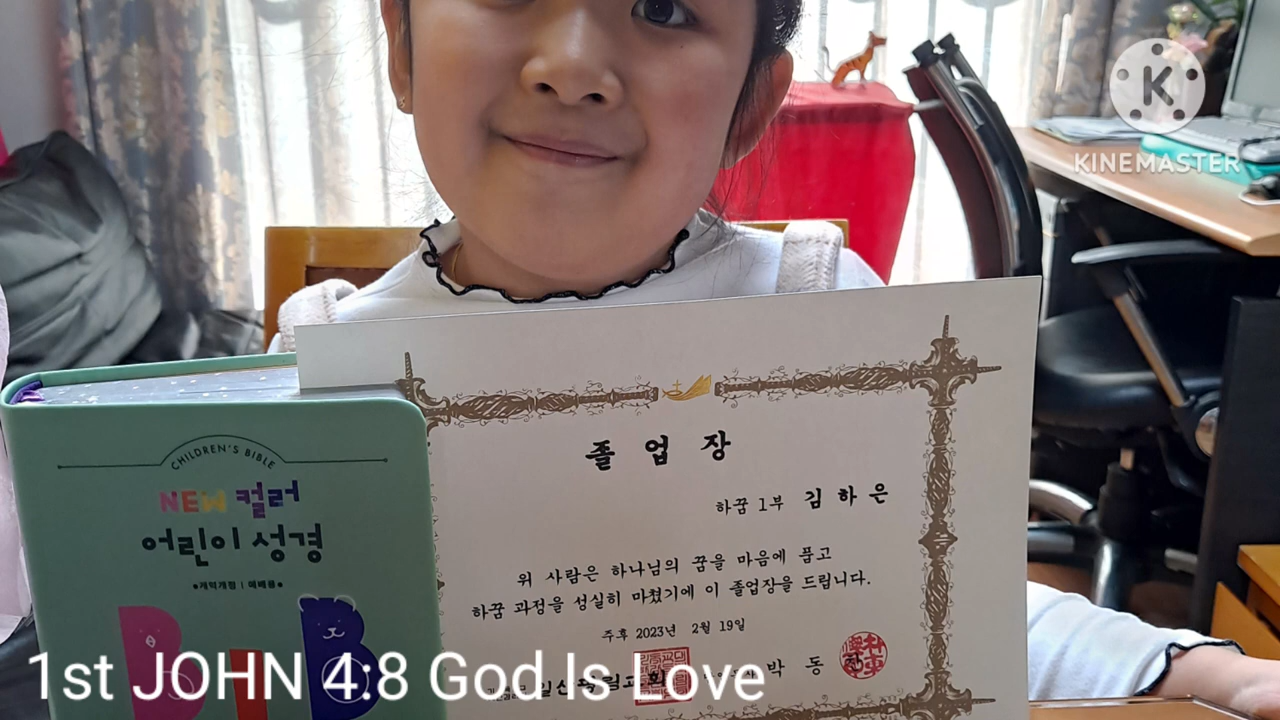 KINEMASTER
졸업장
하꿈 1부 김하은
위 사람은 하나님의 꿈을 마음에 품고
하꿈 과정을 성실히 마쳤기에 이 졸업장을 드립니다.
주후 2023년 2월 19일
박 동
CHILDREN'S BIBLE
NEW 컬러
어린이 성경
개혁개정 | 예배용
1st JOHN 4:8 God Is Love